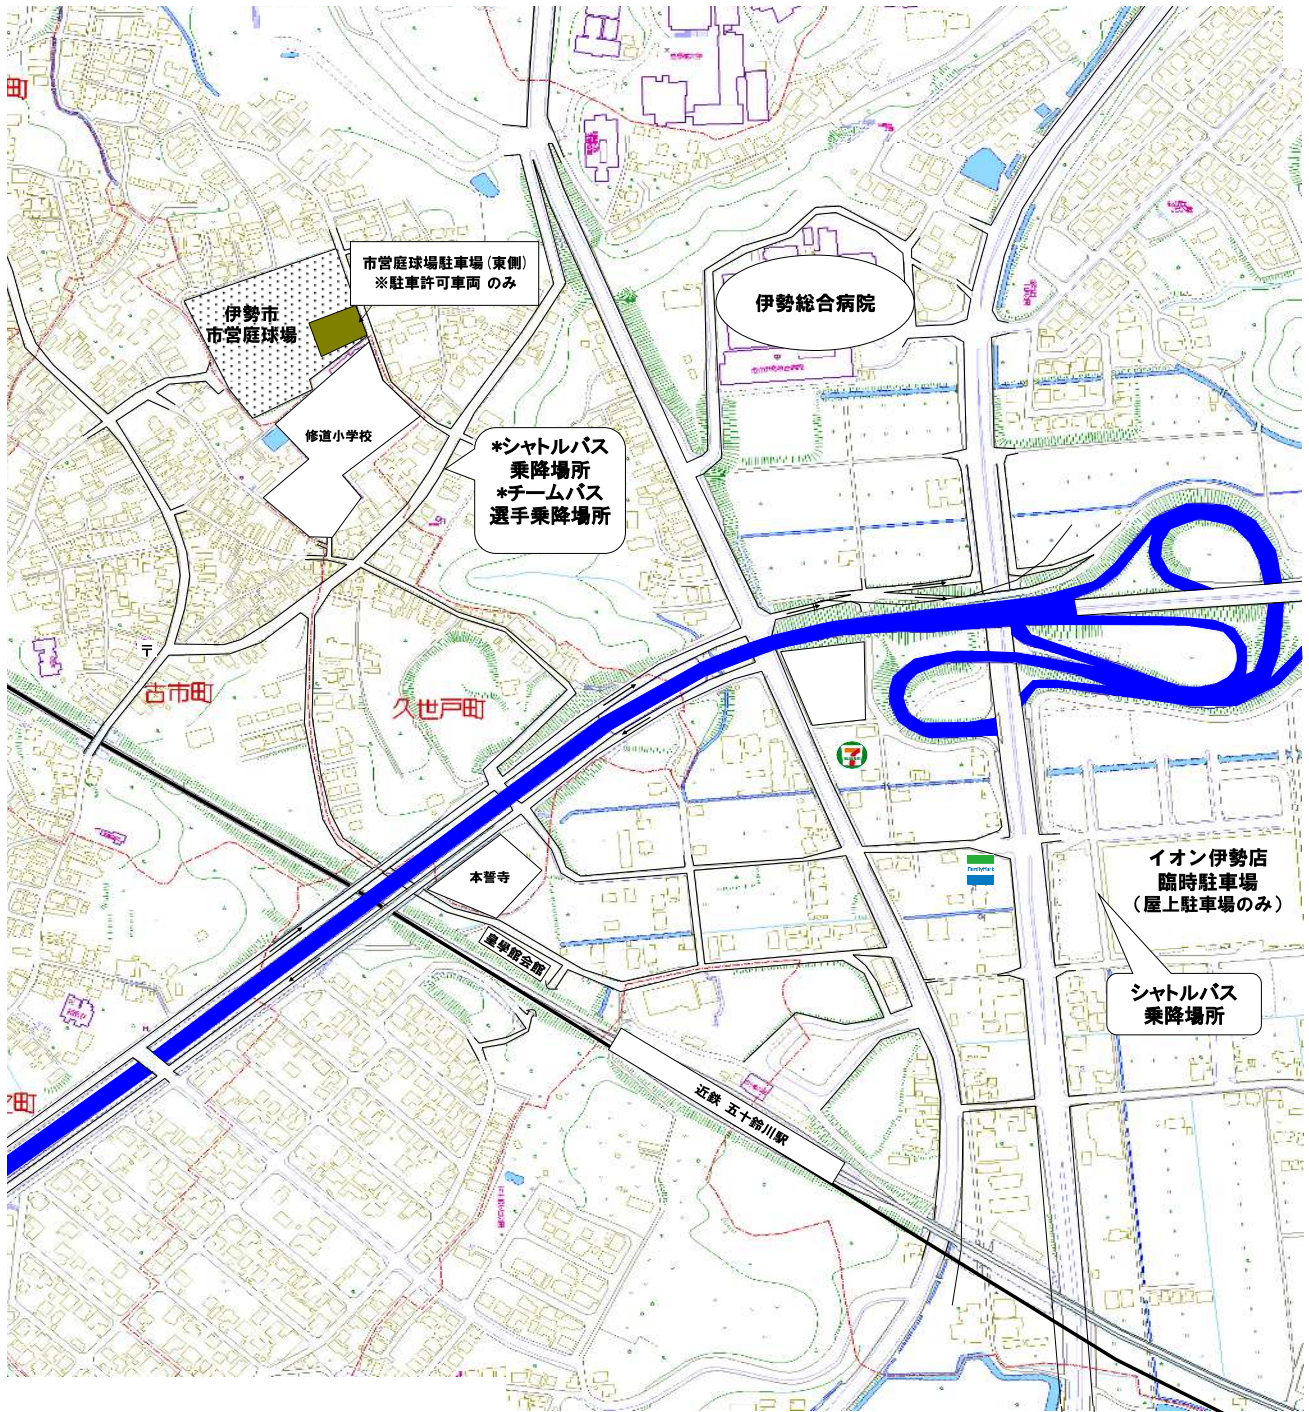 町
市営庭球場駐車場(東側)
※駐車許可車両 のみ
伊勢市
市営庭球場
伊勢総合病院
修道小学校
*シャトルバス
乗降場所
*チームバス
選手乗降場所
〒
古市町
久世戸町
7
FamilyMart
イオン伊勢店
臨時駐車場
(屋上駐車場のみ)
本誓寺
皇學館会館
シャトルバス
乗降場所
近鉄 五十鈴川駅
町